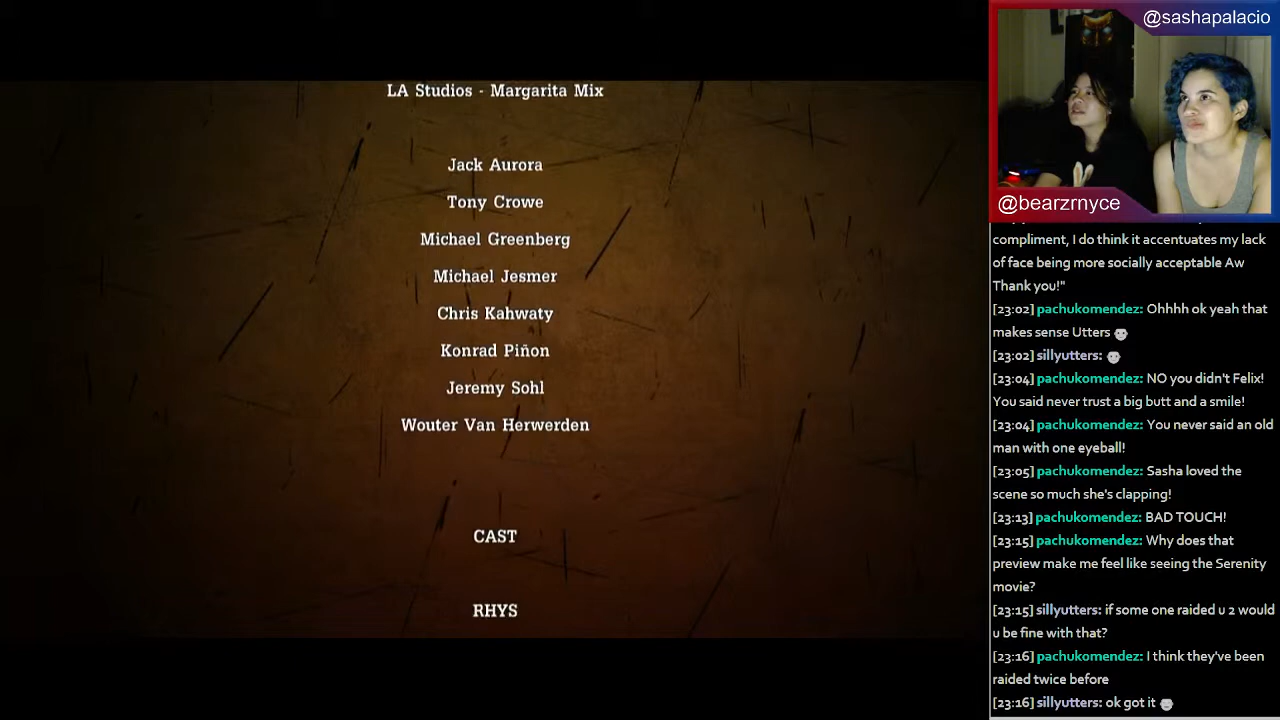 LA Studios - Margarita Mix
Jack Aurora
Tony Crowe
Michael Greenberg
Michael Jesmer
Chris Kahwaty
Konrad Piñon
Jeremy Sohl
Wouter Van Herwerden
CAST
RHYS
@sashapalacio
@bearzrnyce
compliment, I do think it accentuates my lack
of face being more socially acceptable Aw
Thank you!"
[23:02] pachukomendez: Ohhhh ok yeah that
makes sense Utters
[23:02] sillyutters:
[23:04] pachukomendez: NO you didn't Felix!
You said never trust a big butt and a smile!
[23:04] pachukomendez: You never said an old
man with one eyeball!
[23:05] pachukomendez: Sasha loved the
scene so much she's clapping!
[23:13] pachukomendez: BAD TOUCH!
[23:15] pachukomendez: Why does that
preview make me feel like seeing the Serenity
movie?
[23:15] sillyutters: if some one raided u 2 would
u be fine with that?
[23:16] pachukomendez: I think they've been
raided twice before
[23:16] sillyutters: ok got it